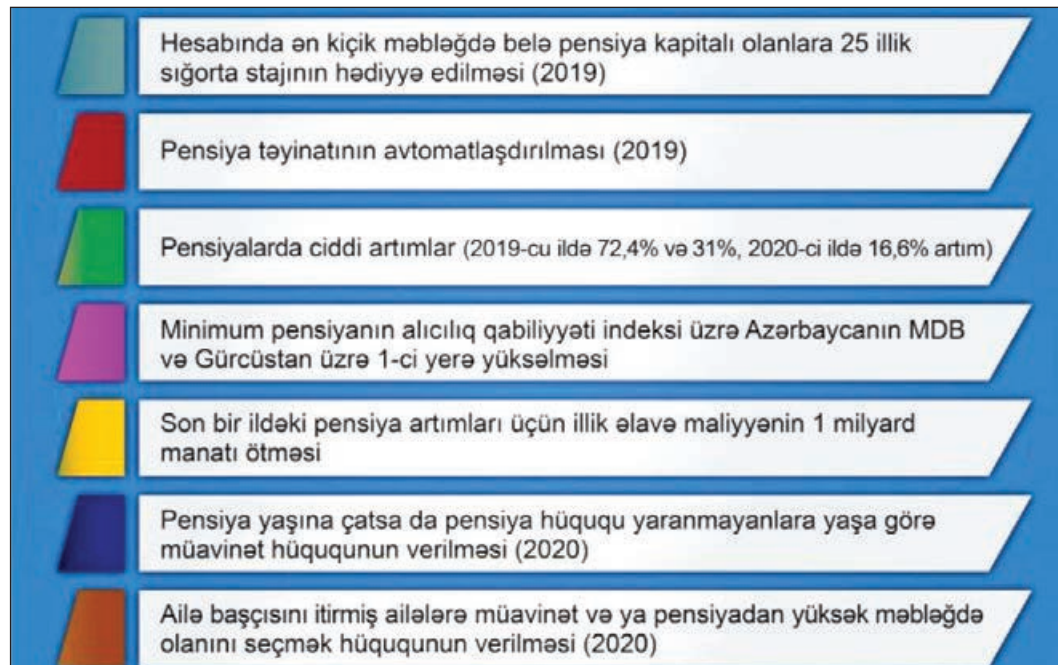 Hesabında ən kiçik məbləğdə belə pensiya kapitalı olanlara 25 illik
sığorta stajının hədiyyə edilməsi (2019)
Pensiya təyinatının avtomatlaşdırılması (2019)
Pensiyalarda ciddi artımlar (2019-cu ildə 72,4% və 31%, 2020-ci ildə 16,6% artım)
Minimum pensiyanın alıcılıq qabiliyyəti indeksi üzrə Azərbaycanın MDB
və Gürcüstan üzrə 1-ci yerə yüksəlməsi
Son bir ildəki pensiya artımları üçün illik əlavə maliyyənin 1 milyard
manatı ötməsi
Pensiya yaşına çatsa da pensiya hüququ yaranmayanlara yaşa görə
müavinət hüququnun verilməsi (2020)
Ailə başçısını itirmiş ailələrə müavinət və ya pensiyadan yüksək məbləğdə
olanını seçmək hüququnun verilməsi (2020)